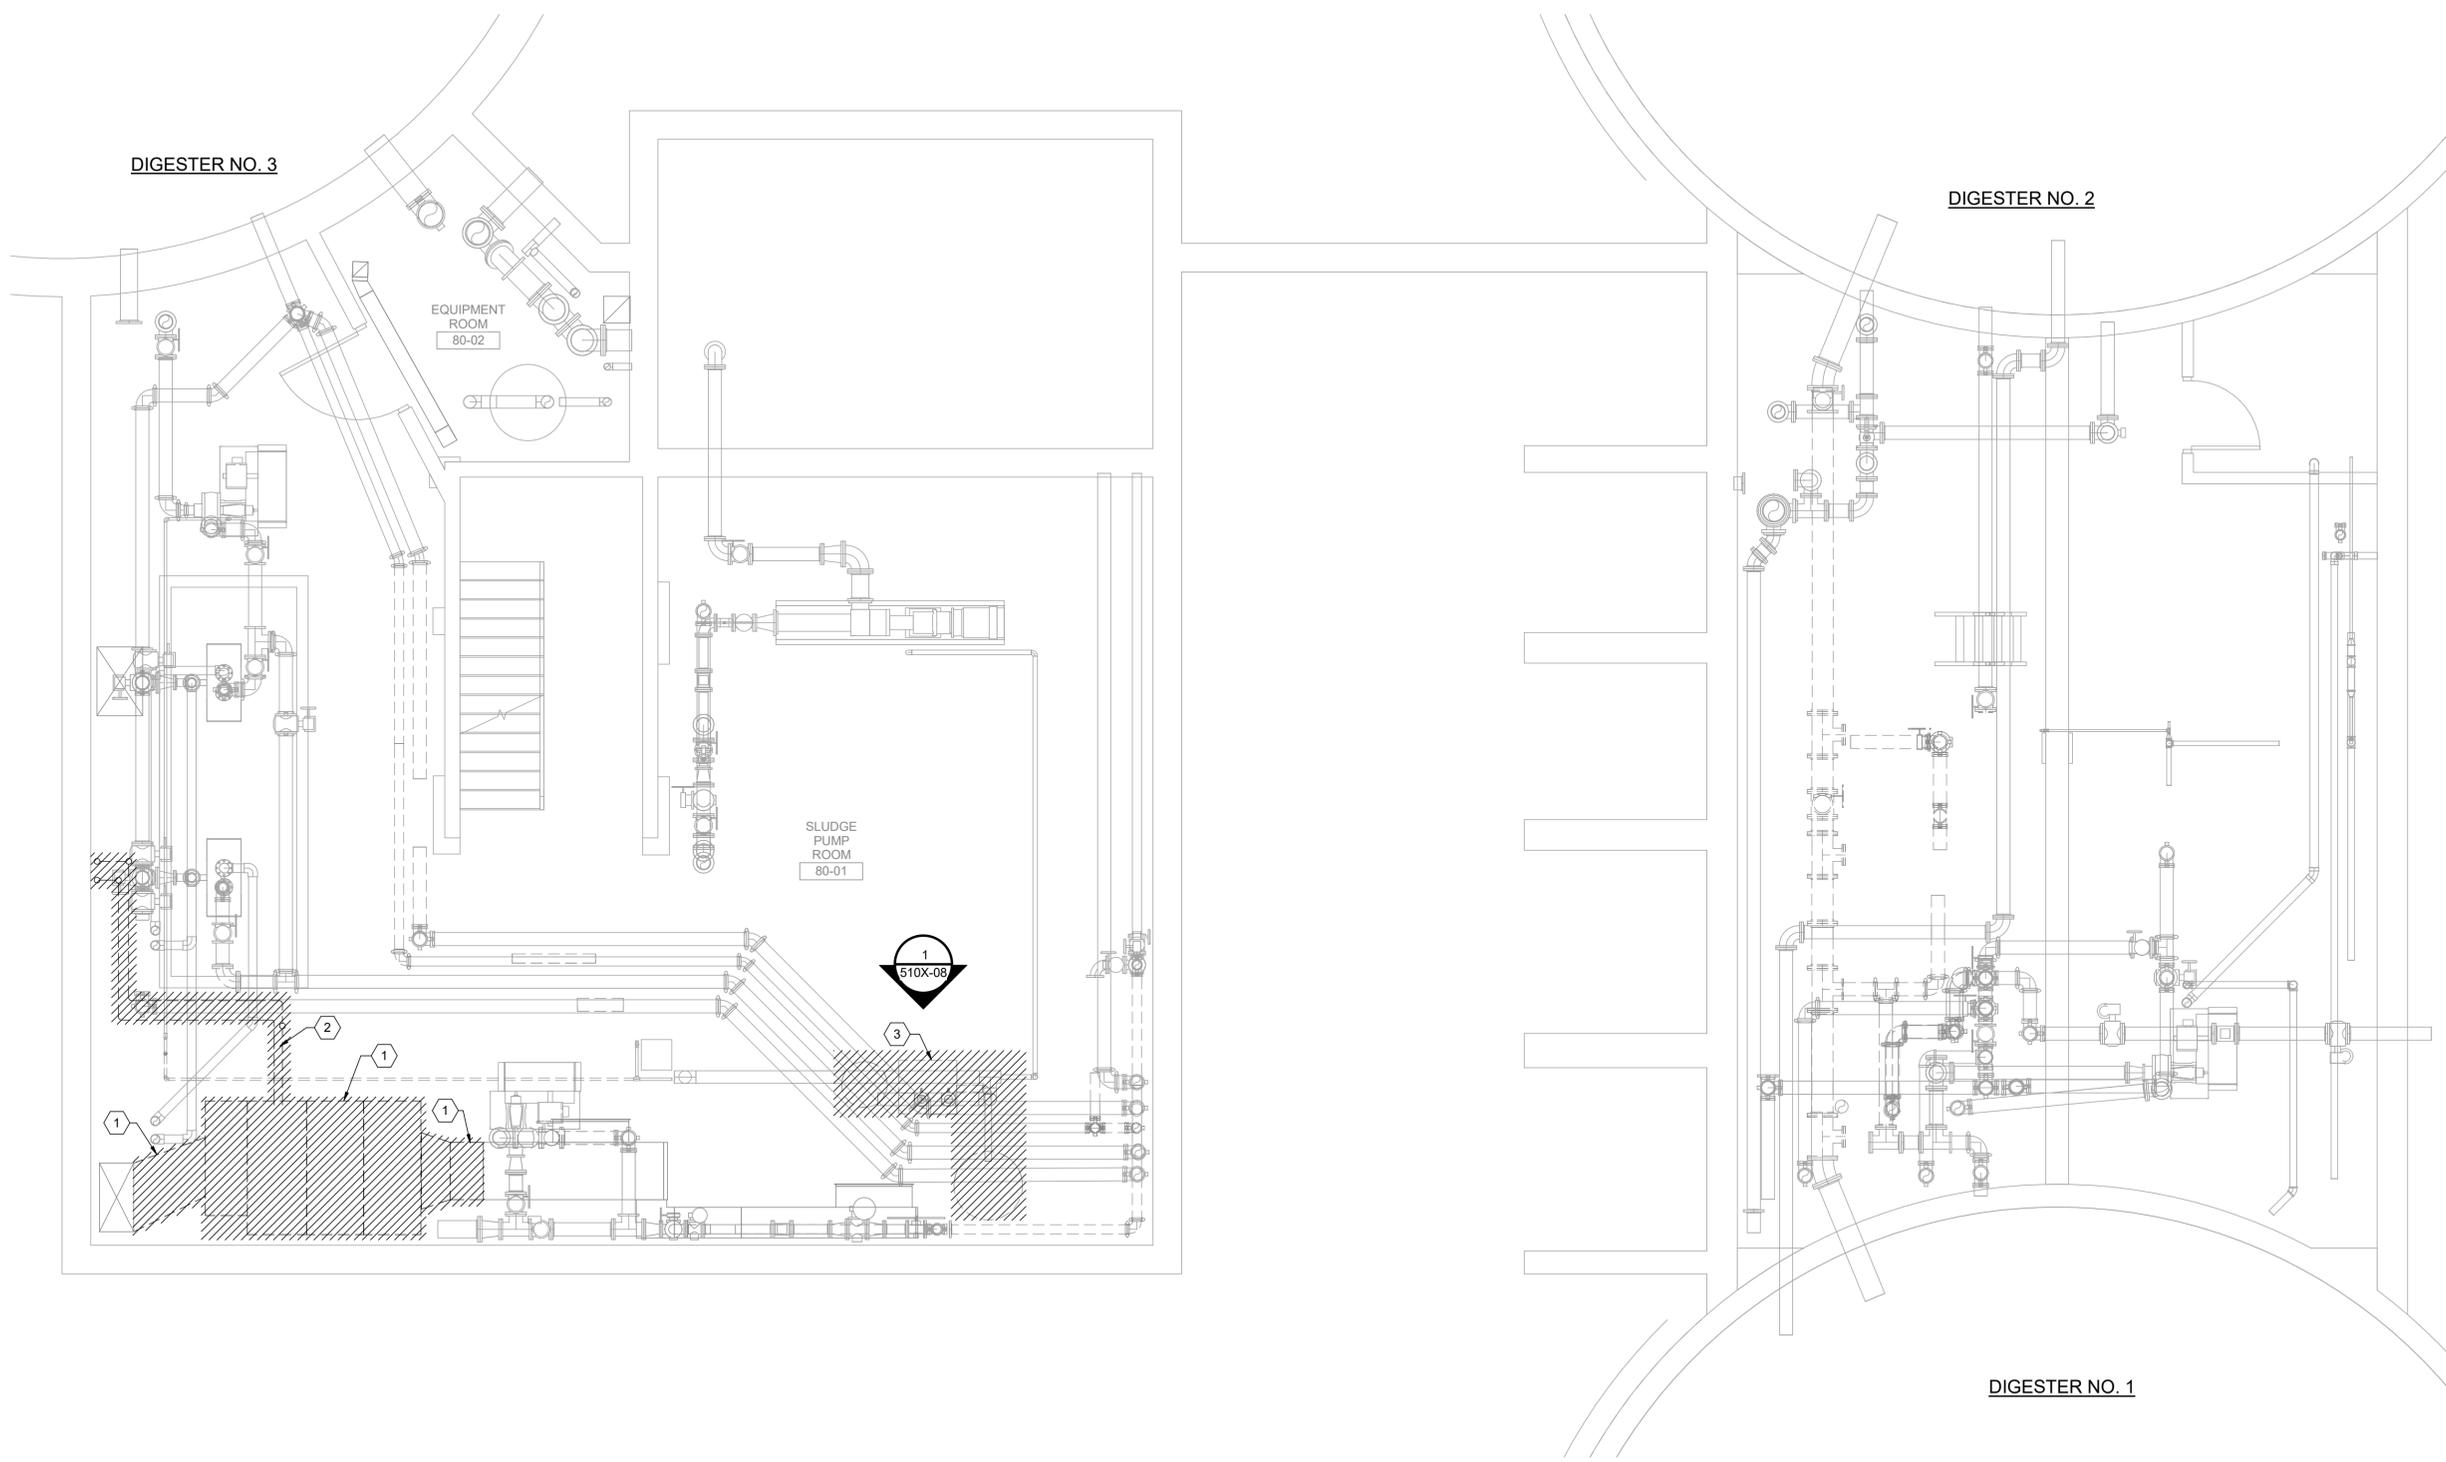 DIGESTER NO. 3
DIGESTER NO. 2
EQUIPMENT
ROOM
80-02
SLUDGE
PUMP
ROOM
80-01
1
510X-08
2
3
1
1
1
DIGESTER NO. 1